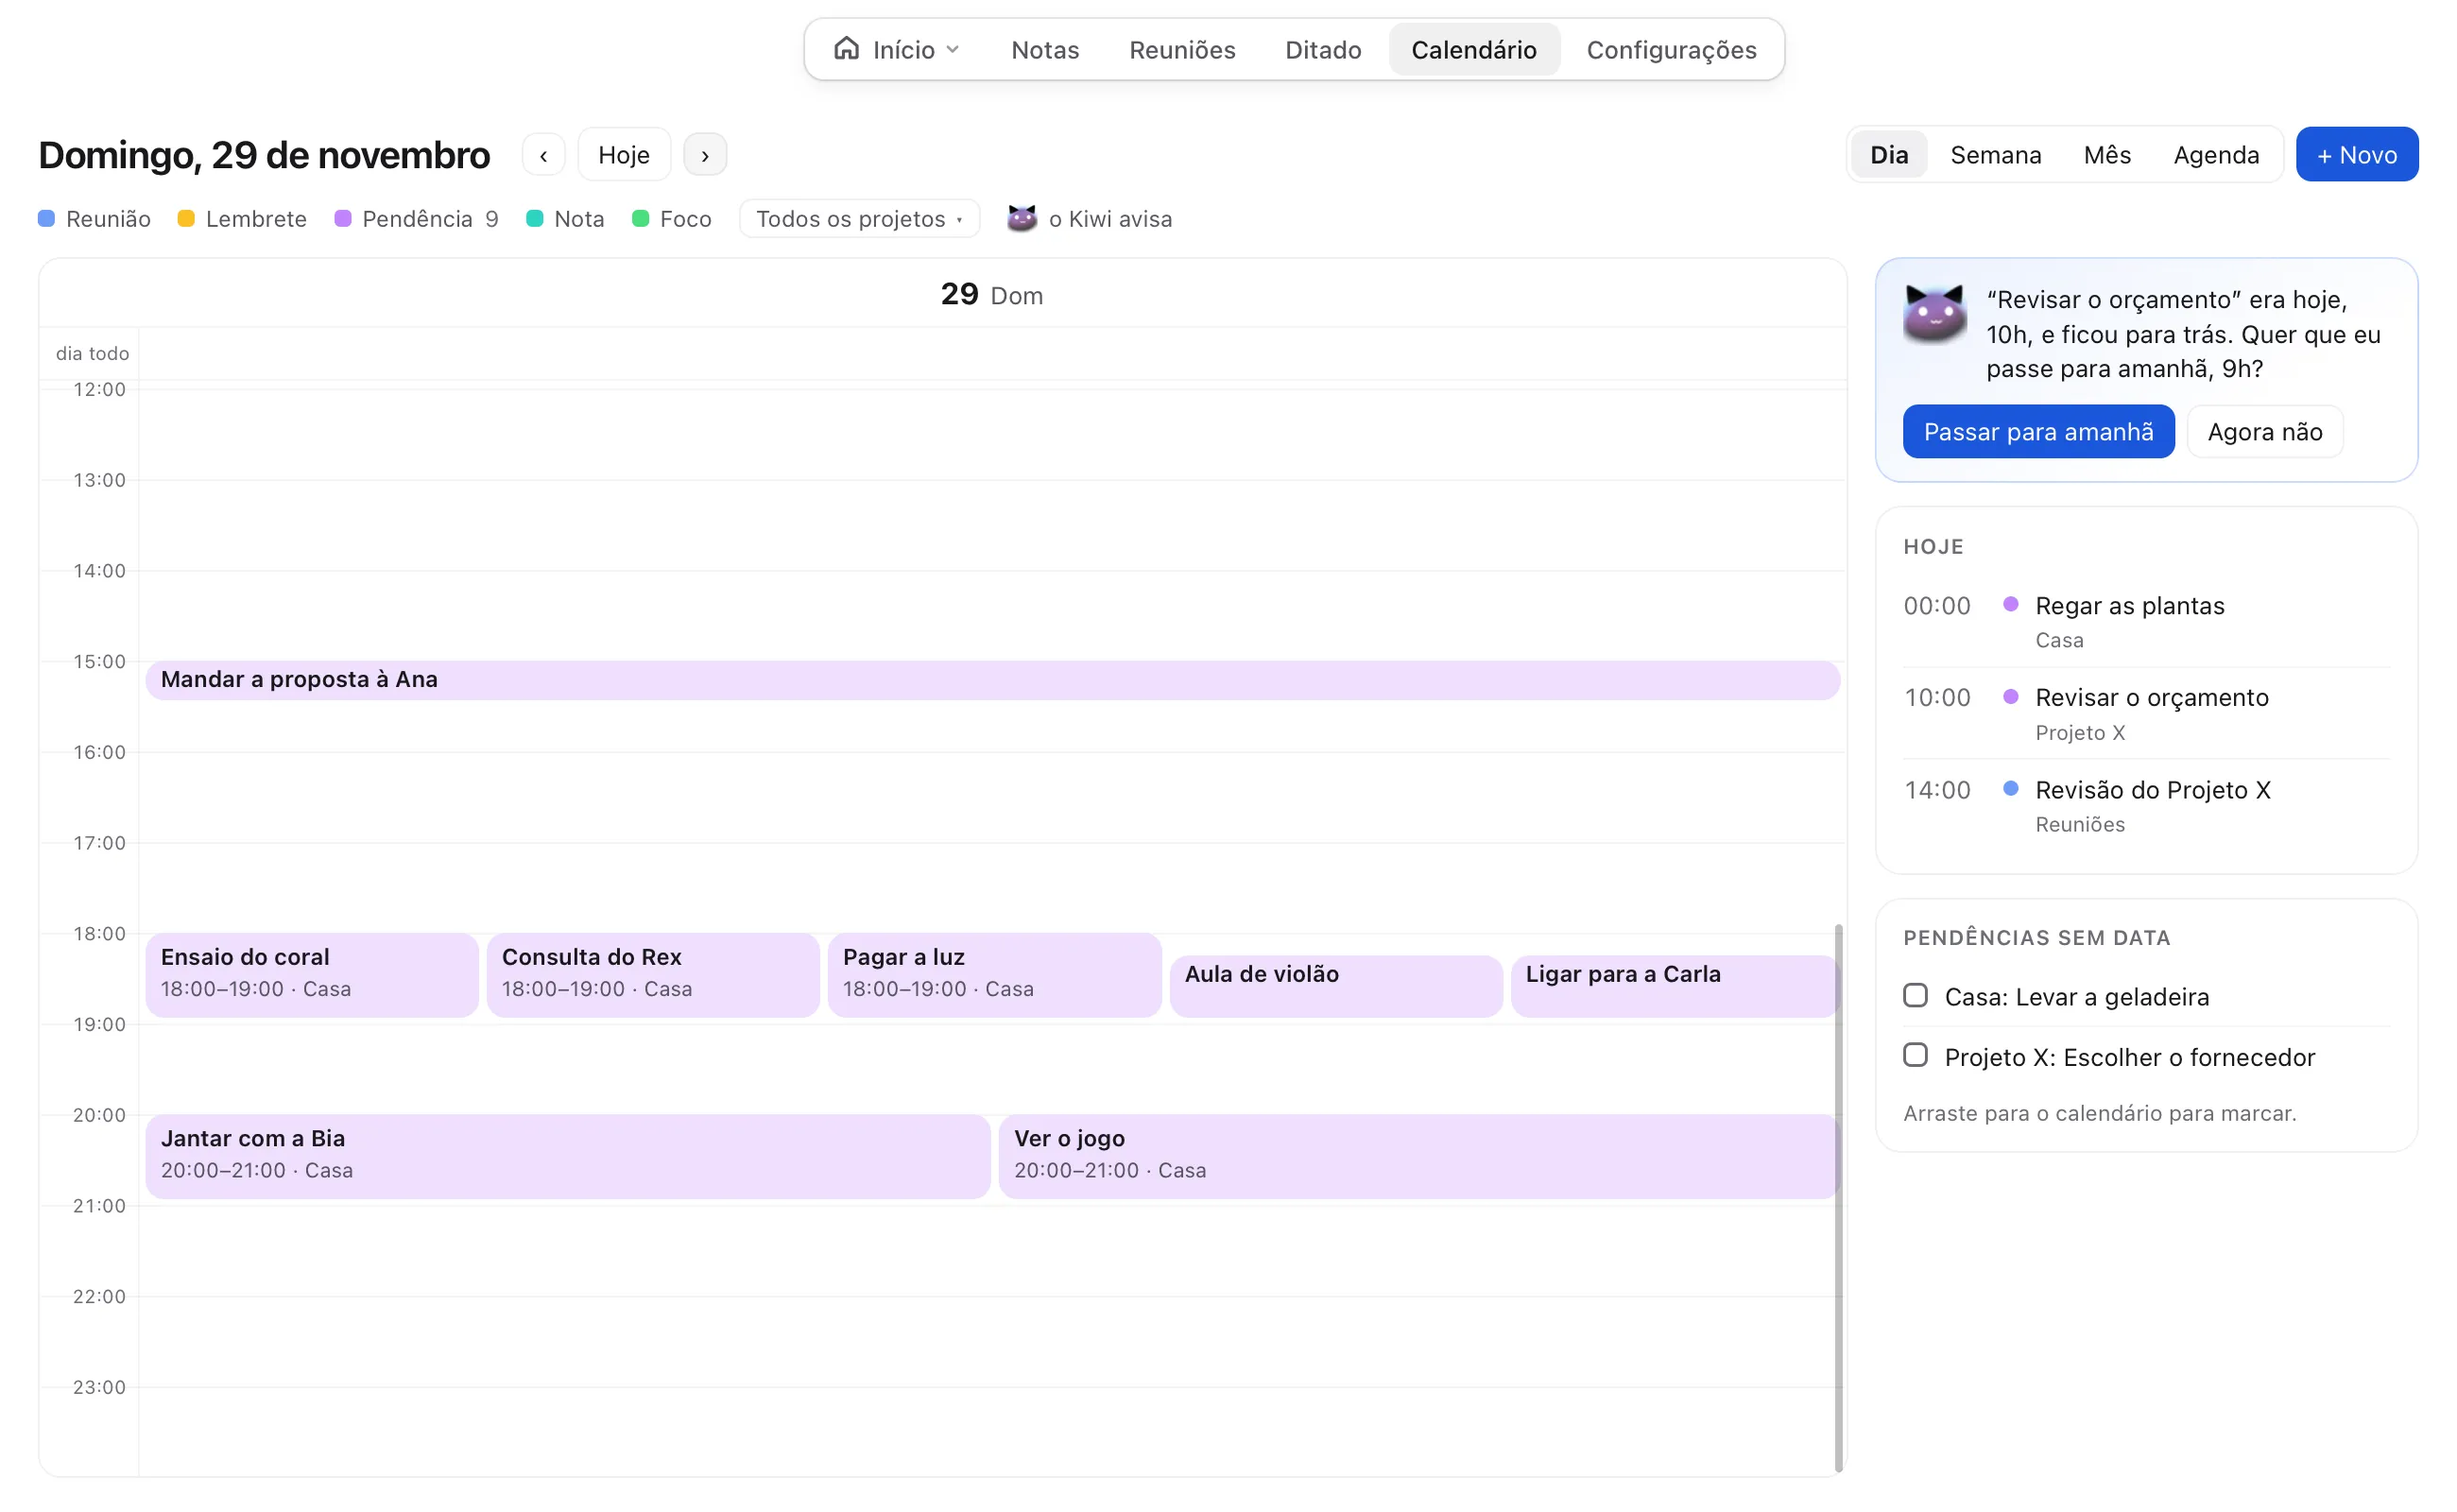 Início
Notas
Reuniões
Ditado
Calendário
Configurações
Domingo, 29 de novembro
‹
Hoje
›
Dia
Semana
Mês
Agenda
+ Novo
Reunião
Lembrete
Pendência 9
Nota
Foco
Todos os projetos
o Kiwi avisa
29 Dom
dia todo
12:00
13:00
14:00
15:00
Mandar a proposta à Ana
16:00
17:00
18:00
Ensaio do coral
18:00–19:00 · Casa
Consulta do Rex
18:00–19:00 · Casa
Pagar a luz
18:00–19:00 · Casa
Aula de violão
Ligar para a Carla
19:00
20:00
Jantar com a Bia
20:00–21:00 · Casa
Ver o jogo
20:00–21:00 · Casa
21:00
22:00
23:00
“Revisar o orçamento” era hoje,
10h, e ficou para trás. Quer que eu
passe para amanhã, 9h?
Passar para amanhã
Agora não
HOJE
00:00 Regar as plantas
Casa
10:00 Revisar o orçamento
Projeto X
14:00 Revisão do Projeto X
Reuniões
PENDÊNCIAS SEM DATA
Casa: Levar a geladeira
Projeto X: Escolher o fornecedor
Arraste para o calendário para marcar.